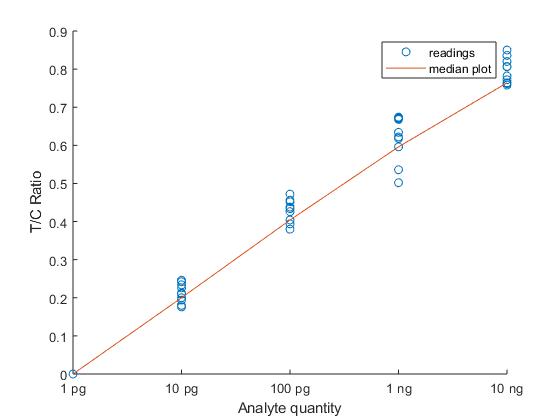 0.9
0.8
0.7
0.6
0.5
0.4
0.3
0.2
0.1
0
T/C Ratio
readings
median plot
1 pg 10 pg 100 pg 1 ng 10 ng
Analyte quantity